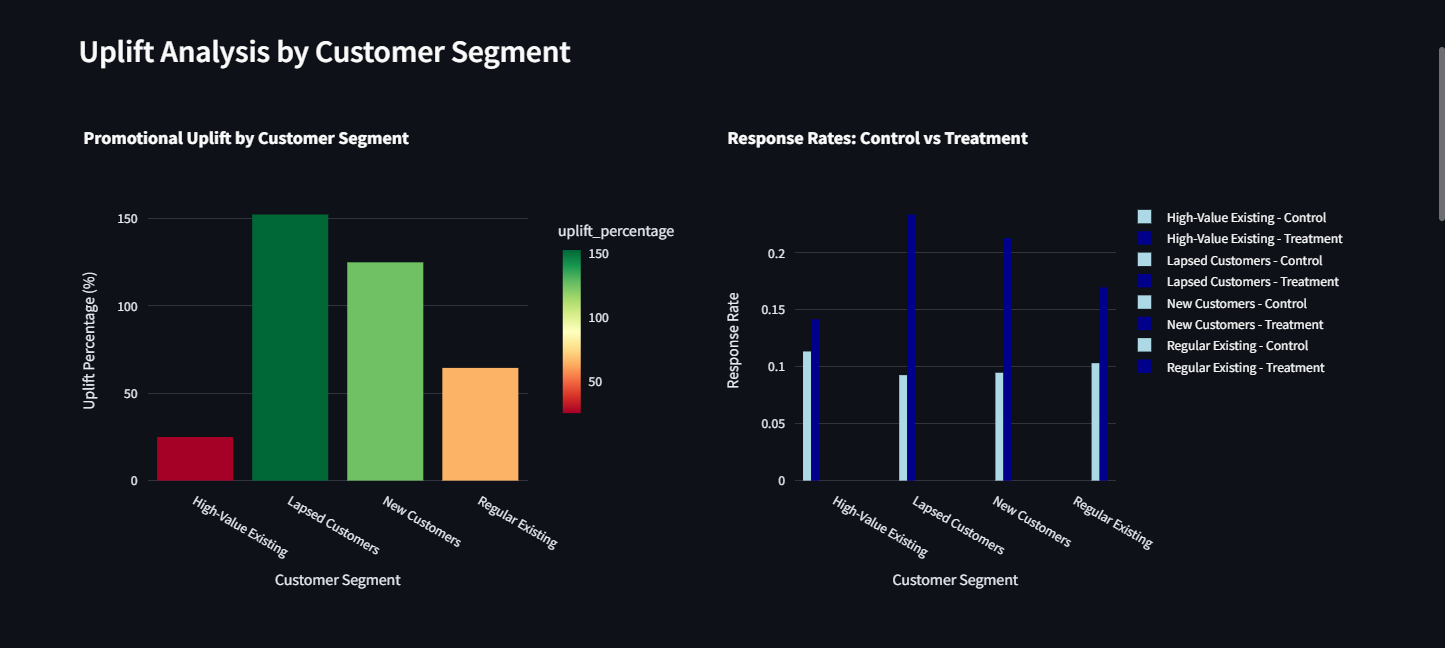 Uplift Analysis by Customer Segment
Promotional Uplift by Customer Segment
150
100
50
0
Uplift Percentage (%)
High-Value Existing
Lapsed Customers
New Customers
Regular Existing
Customer Segment
uplift_percentage
150
100
50
Response Rates: Control vs Treatment
0.2
0.15
0.1
0.05
0
Response Rate
High-Value Existing
Lapsed Customers
New Customers
Regular Existing
Customer Segment
High-Value Existing - Control
High-Value Existing - Treatment
Lapsed Customers - Control
Lapsed Customers - Treatment
New Customers - Control
New Customers - Treatment
Regular Existing - Control
Regular Existing - Treatment